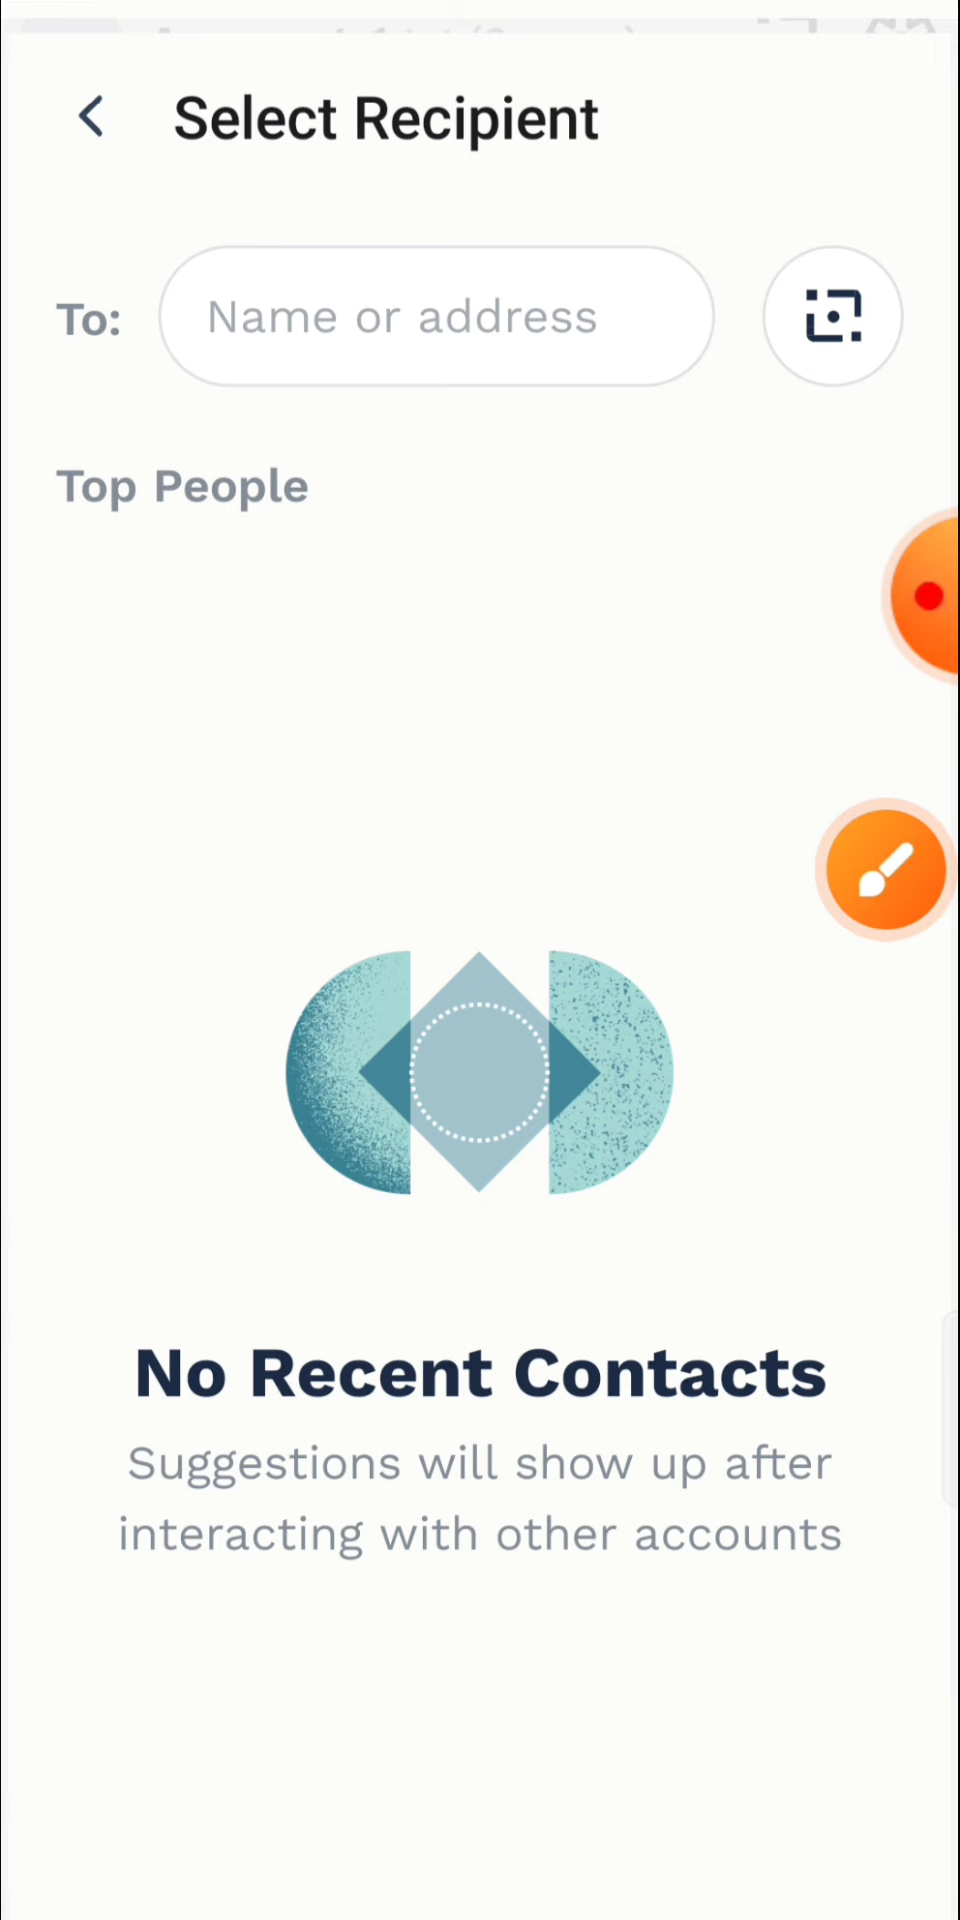 Select Recipient
To:
Name or address
Top People
No Recent Contacts
Suggestions will show up after
interacting with other accounts